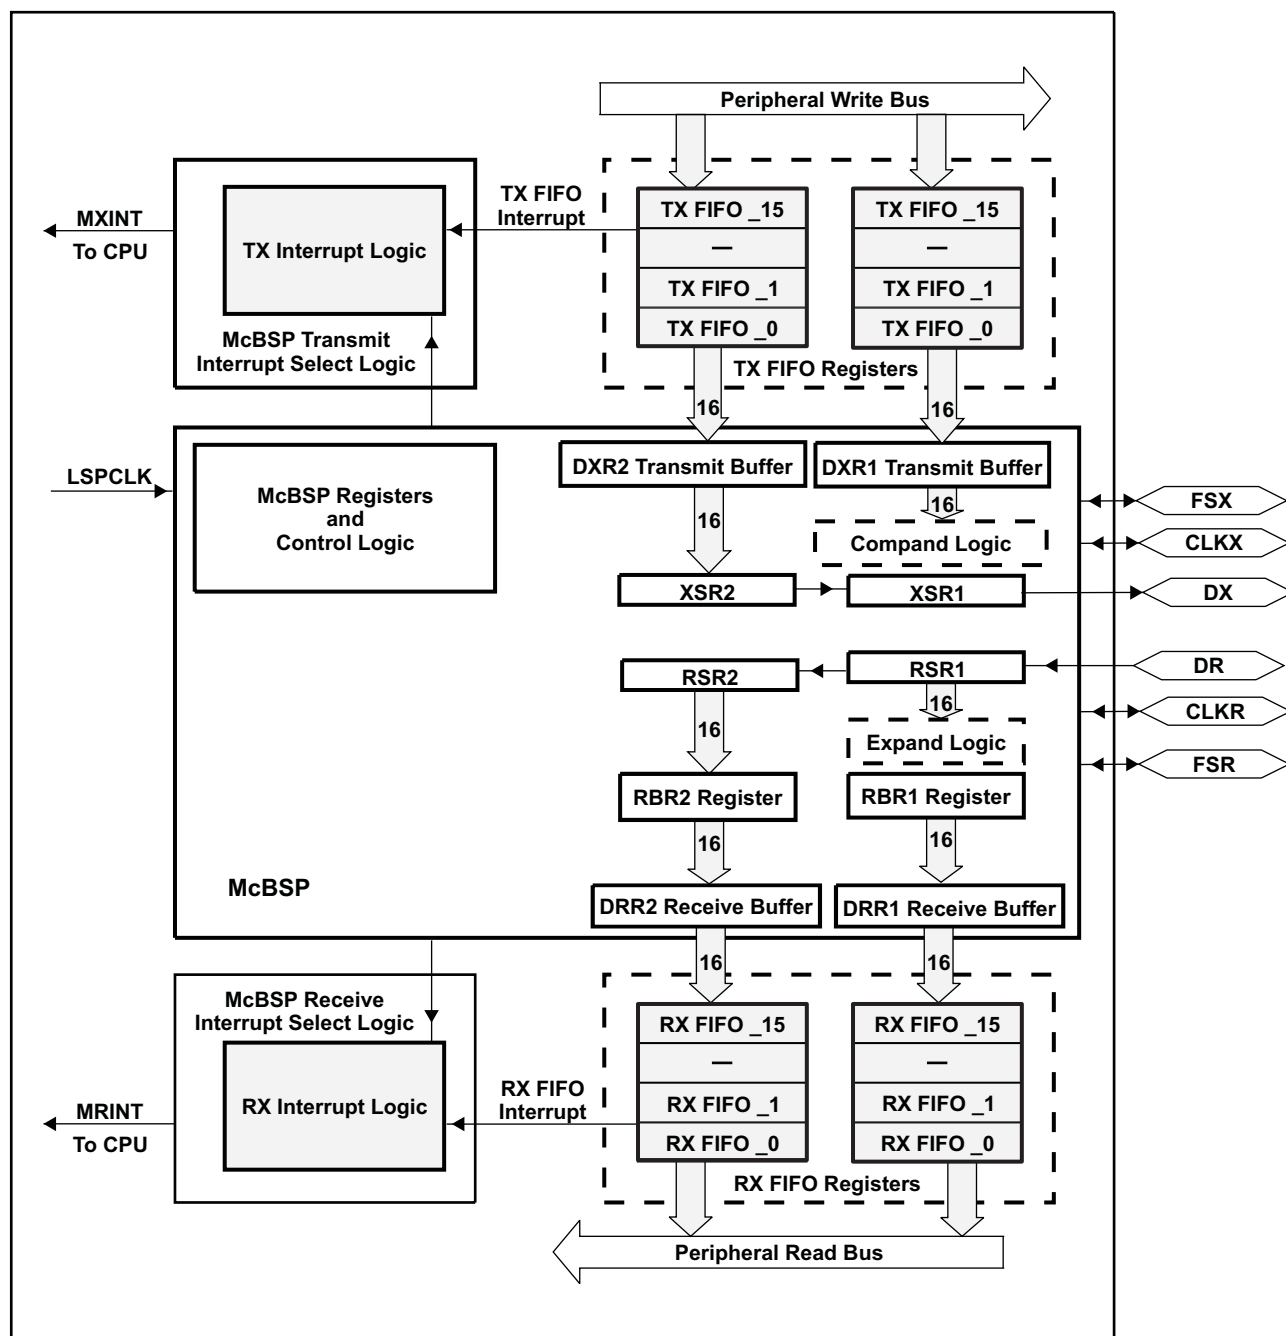 Peripheral Write Bus
MXINT
To CPU
TX Interrupt Logic
McBSP Transmit
Interrupt Select Logic
TX FIFO
Interrupt
TX FIFO _15
—
TX FIFO _1
TX FIFO _0
TX FIFO _15
—
TX FIFO _1
TX FIFO _0
TX FIFO Registers
16
16
LSPCLK
McBSP Registers
and
Control Logic
DXR2 Transmit Buffer
DXR1 Transmit Buffer
16
16
Compand Logic
XSR2
XSR1
FSX
CLKX
DX
RSR2
RSR1
DR
16
16
CLKR
Expand Logic
FSR
RBR2 Register
RBR1 Register
16
16
McBSP
DRR2 Receive Buffer
DRR1 Receive Buffer
16
16
McBSP Receive
Interrupt Select Logic
RX Interrupt Logic
MRINT
To CPU
RX FIFO
Interrupt
RX FIFO _15
—
RX FIFO _1
RX FIFO _0
RX FIFO _15
—
RX FIFO _1
RX FIFO _0
RX FIFO Registers
Peripheral Read Bus